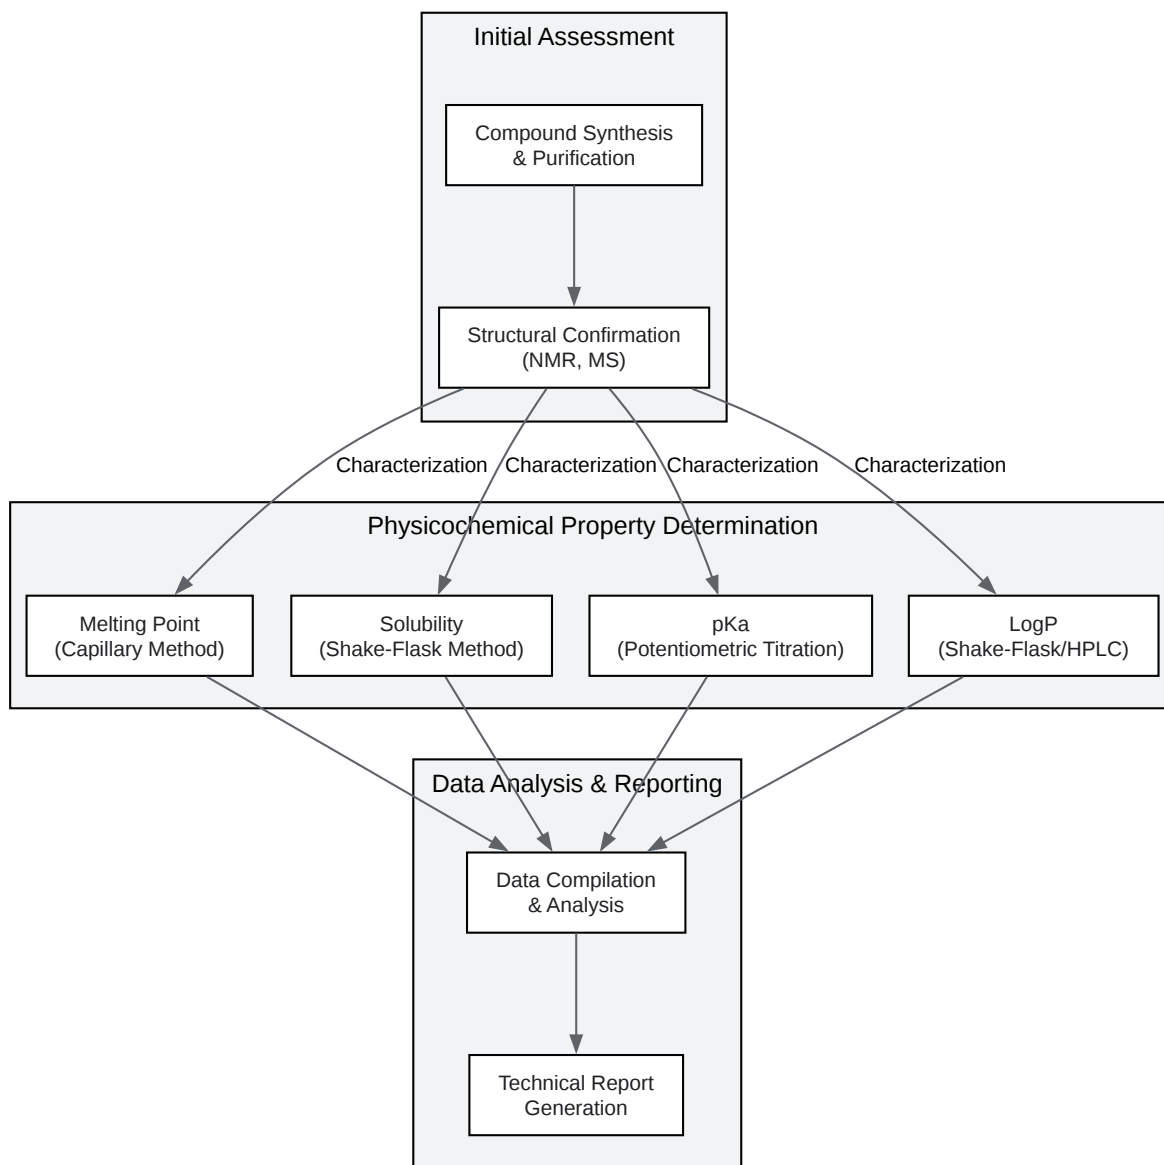 Initial Assessment
Compound Synthesis
& Purification
Structural Confirmation
(NMR, MS)
Characterization
Characterization
Characterization
Characterization
Physicochemical Property Determination
Melting Point
(Capillary Method)
Solubility
(Shake-Flask Method)
pKa
(Potentiometric Titration)
LogP
(Shake-Flask/HPLC)
Data Analysis & Reporting
Data Compilation
& Analysis
Technical Report
Generation